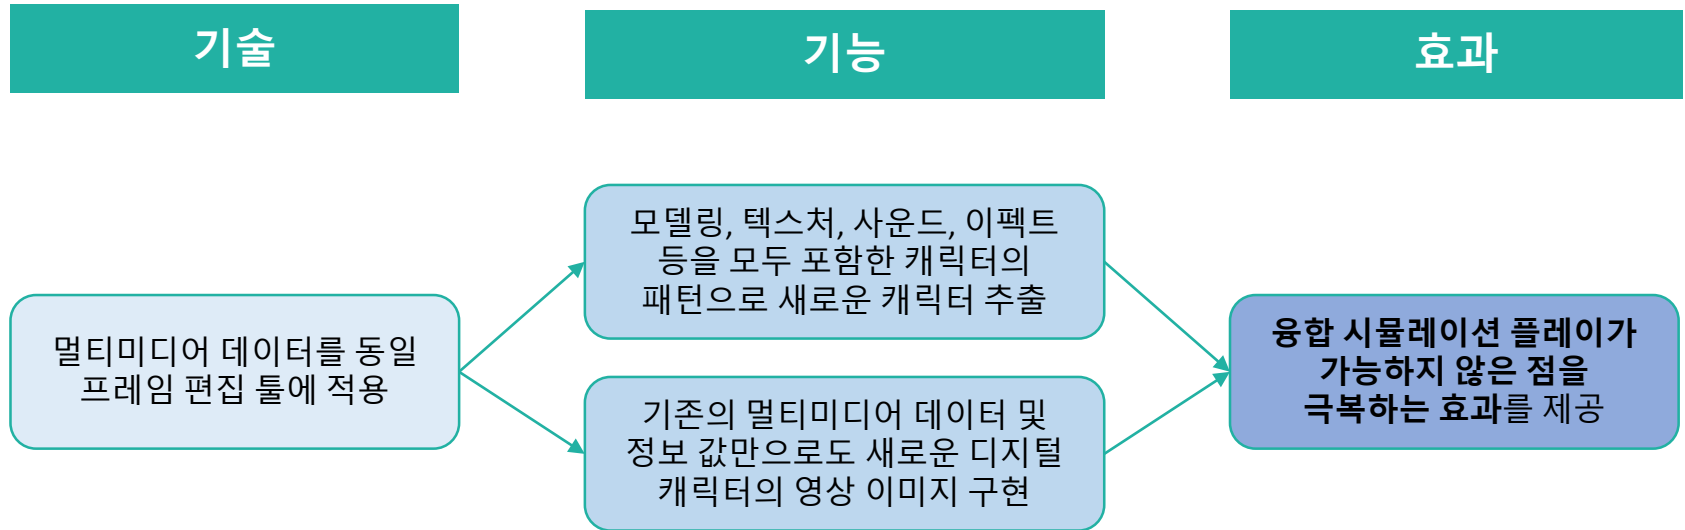 기술
기능
효과
멀티미디어 데이터를 동일
프레임 편집 툴에 적용
모델링, 텍스처, 사운드, 이펙트
등을 모두 포함한 캐릭터의
패턴으로 새로운 캐릭터 추출
기존의 멀티미디어 데이터 및
정보 값만으로도 새로운 디지털
캐릭터의 영상 이미지 구현
융합 시뮬레이션 플레이가
가능하지 않은 점을
극복하는 효과를 제공